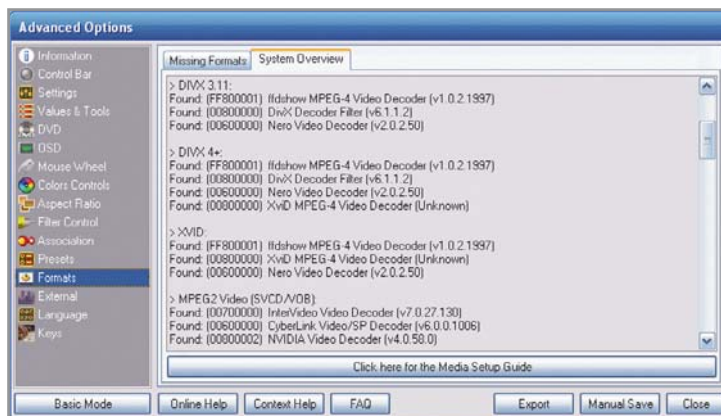 Advanced Options
Information
Control Bar
Settings
Values & Tools
DVD
OSD
Mouse Wheel
Colors Controls
Aspect Ratio
Filter Control
Association
Presets
Formats
External
Language
Keys
Missing Formats
System Overview
> DIVX 3.11:
Found: (FF800001) ffdshow MPEG-4 Video Decoder (v1.0.2.1997)
Found: (00800000) DivX Decoder Filter (v6.1.1.2)
Found: (00600000) Nero Video Decoder (v2.0.2.50)
> DIVX 4+:
Found: (FF800001) ffdshow MPEG-4 Video Decoder (v1.0.2.1997)
Found: (00800000) DivX Decoder Filter (v6.1.1.2)
Found: (00600000) Nero Video Decoder (v2.0.2.50)
Found: (00800000) XviD MPEG-4 Video Decoder (Unknown)
> XVID:
Found: (FF800001) ffdshow MPEG-4 Video Decoder (v1.0.2.1997)
Found: (00800000) XviD MPEG-4 Video Decoder (Unknown)
Found: (00600000) Nero Video Decoder (v2.0.2.50)
> MPEG2 Video (SVCD/VOB):
Found: (00700000) InterVideo Video Decoder (v7.0.27.130)
Found: (00600000) CyberLink Video/SP Decoder (v6.0.0.1006)
Found: (00800002) NVIDIA Video Decoder (v4.0.58.0)
Click here for the Media Setup Guide
Basic Mode
Online Help
Context Help
FAQ
Export
Manual Save
Close